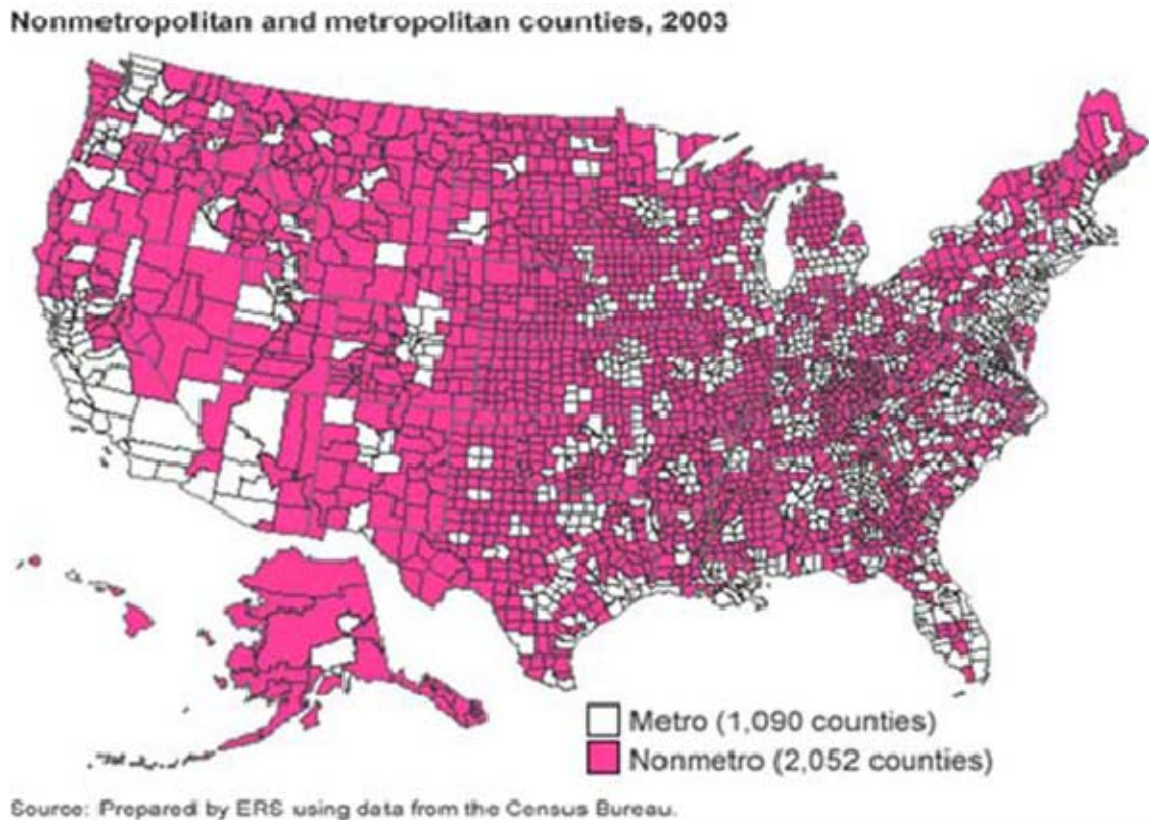 Nonmetropolitan and metropolitan counties, 2003
Metro (1,090 counties)
Nonmetro (2,052 counties)
Source: Prepared by ERS using data from the Census Bureau.